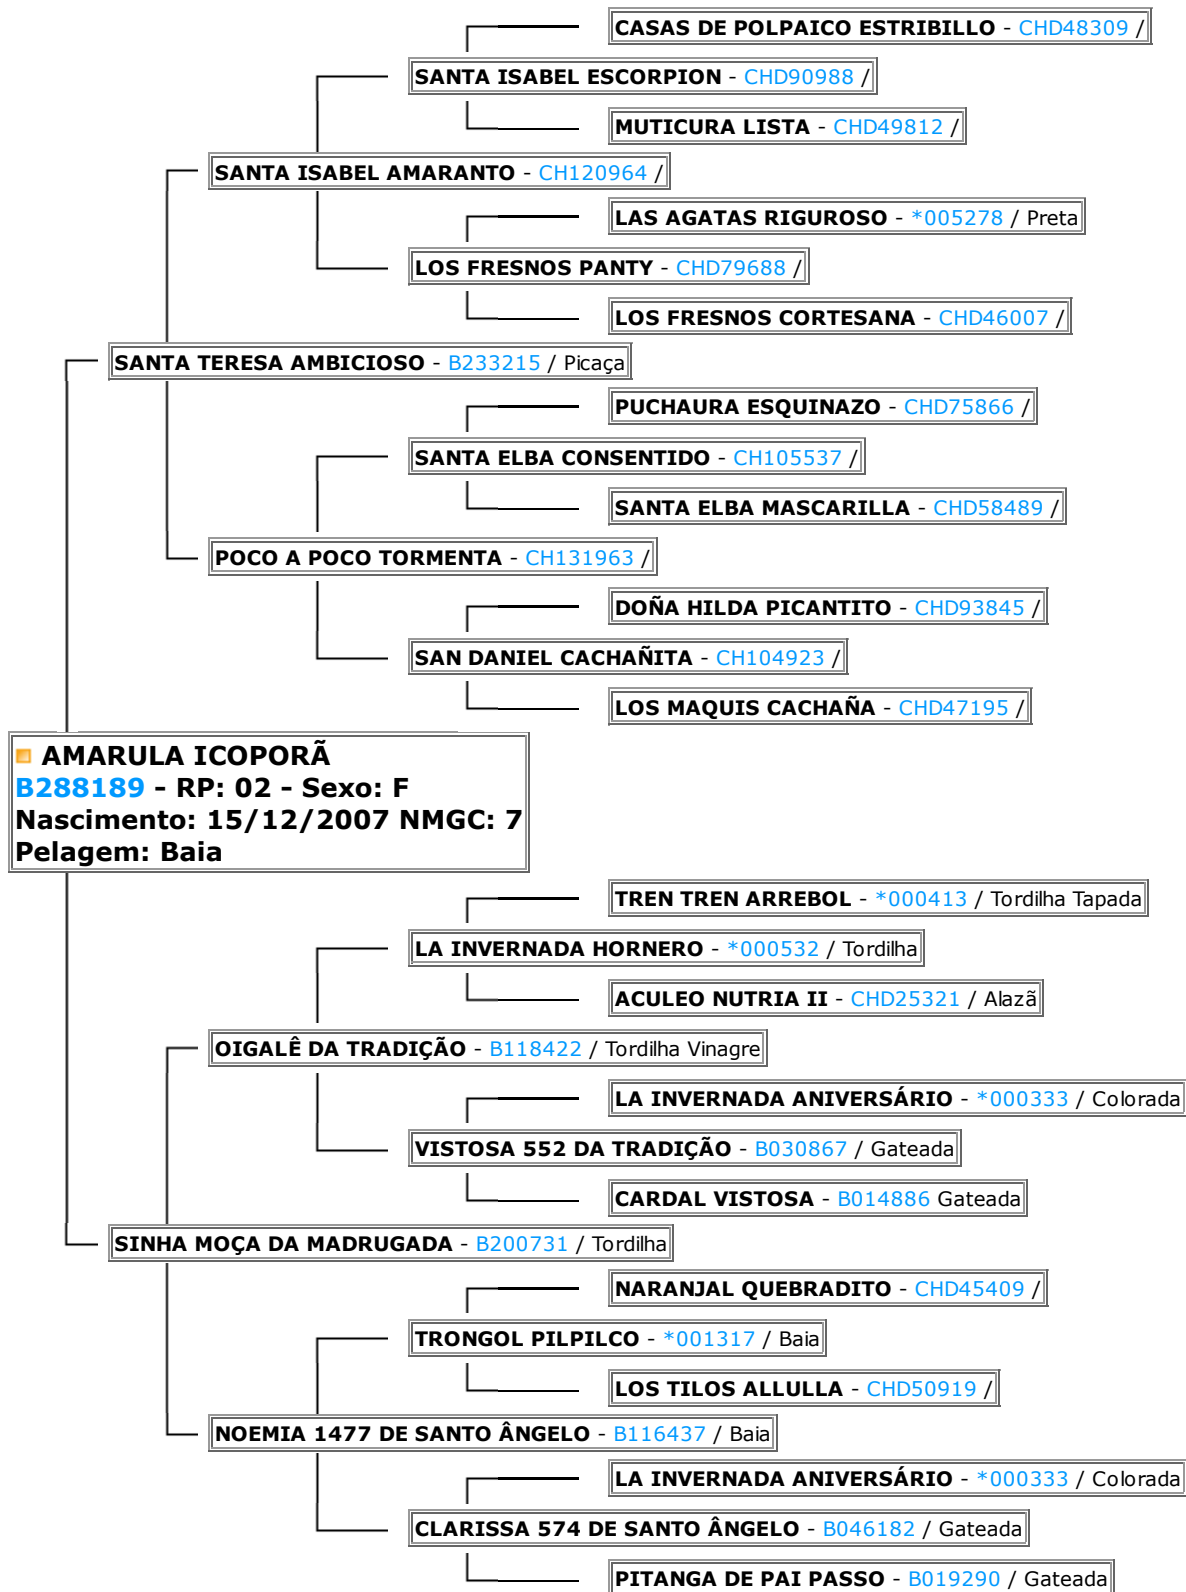 CASAS DE POLPAICO ESTRIBILLO - CHD48309 /
SANTA ISABEL ESCORPION - CHD90988 /
MUTICURA LISTA - CHD49812 /
SANTA ISABEL AMARANTO - CH120964 /
LAS AGATAS RIGUROSO - *005278 / Preta
LOS FRESNOS PANTY - CHD79688 /
LOS FRESNOS CORTESANA - CHD46007 /
SANTA TERESA AMBICIOSO - B233215 / Picaça
PUCHAURA ESQUINAZO - CHD75866 /
SANTA ELBA CONSENTIDO - CH105537 /
SANTA ELBA MASCARILLA - CHD58489 /
POCO A POCO TORMENTA - CH131963 /
DOÑA HILDA PICANTITO - CHD93845 /
SAN DANIEL CACHAÑITA - CH104923 /
LOS MAQUIS CACHAÑA - CHD47195 /
AMARULA ICOPORÃ
B288189 - RP: 02 - Sexo: F
Nascimento: 15/12/2007 NMGC: 7
Pelagem: Baia
TREN TREN ARREBOL - *000413 / Tordilha Tapada
LA INVERNADA HORNERO - *000532 / Tordilha
ACULEO NUTRIA II - CHD25321 / Alazã
OIGALÊ DA TRADIÇÃO - B118422 / Tordilha Vinagre
LA INVERNADA ANIVERSÁRIO - *000333 / Colorada
VISTOSA 552 DA TRADIÇÃO - B030867 / Gateada
CARDAL VISTOSA - B014886 Gateada
SINHA MOÇA DA MADRUGADA - B200731 / Tordilha
NARANJAL QUEBRADITO - CHD45409 /
TRONGOL PILPILCO - *001317 / Baia
LOS TILOS ALLULLA - CHD50919 /
NOEMIA 1477 DE SANTO ÂNGELO - B116437 / Baia
LA INVERNADA ANIVERSÁRIO - *000333 / Colorada
CLARISSA 574 DE SANTO ÂNGELO - B046182 / Gateada
PITANGA DE PAI PASSO - B019290 / Gateada